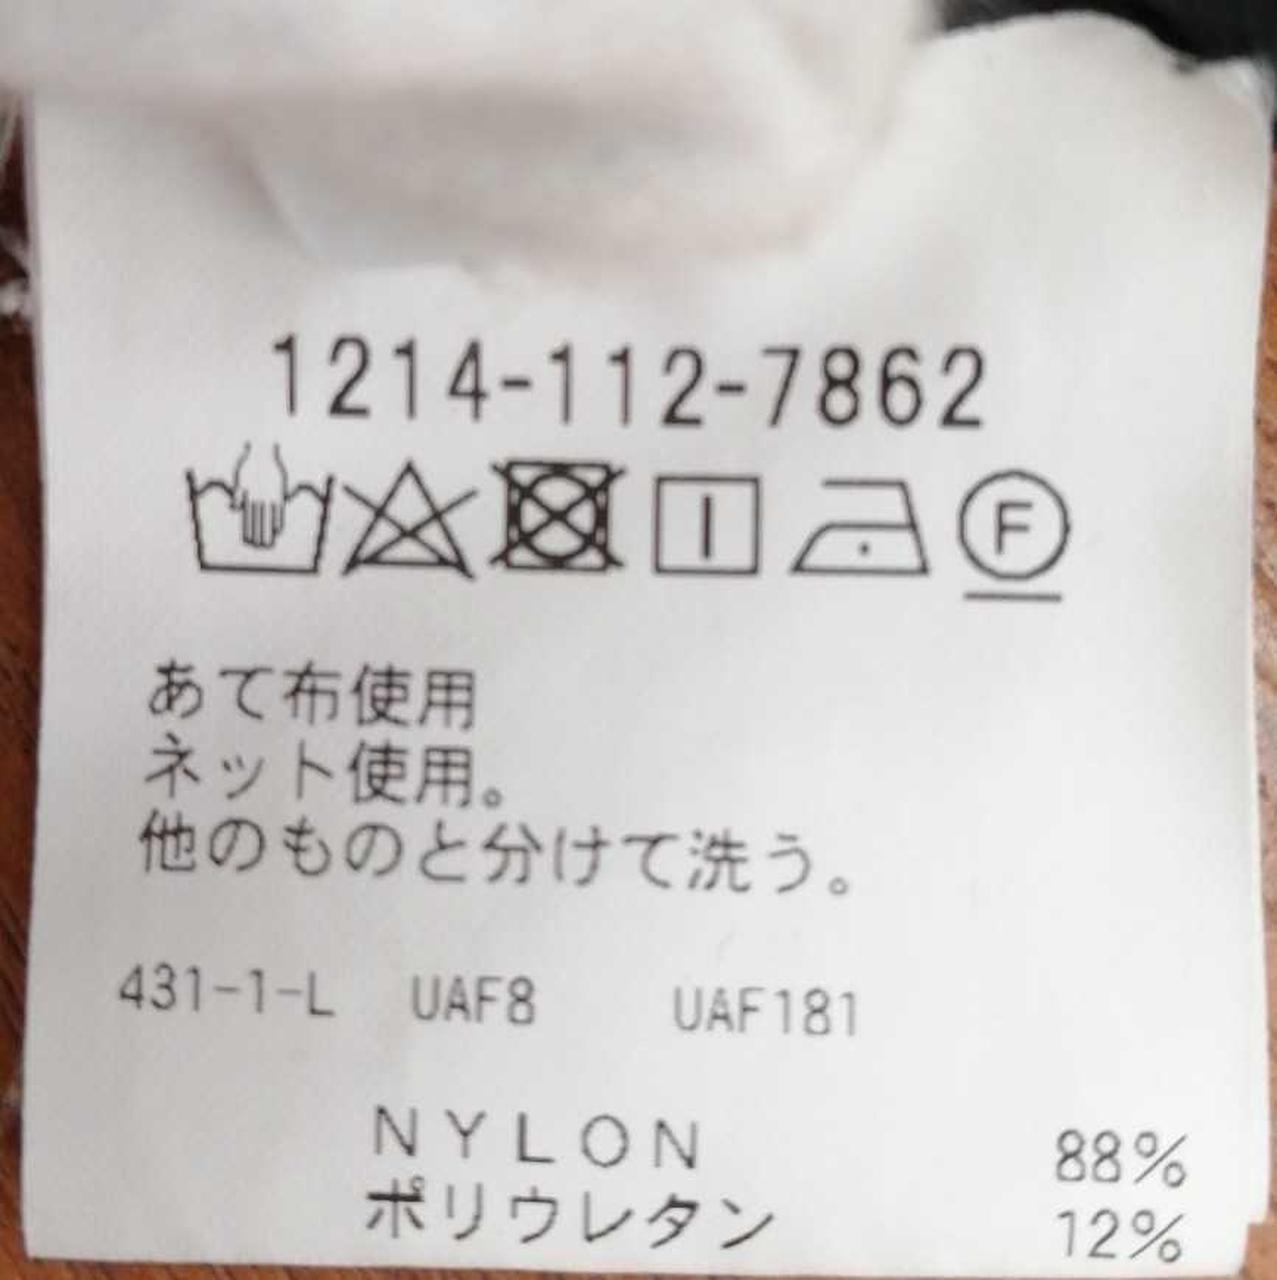 1214-112-7862
F
あて布使用
ネット使用。
他のものと分けて洗う。
431-1-L UAF8 UAF181
NYLON 88%
ポリウレタン 12%